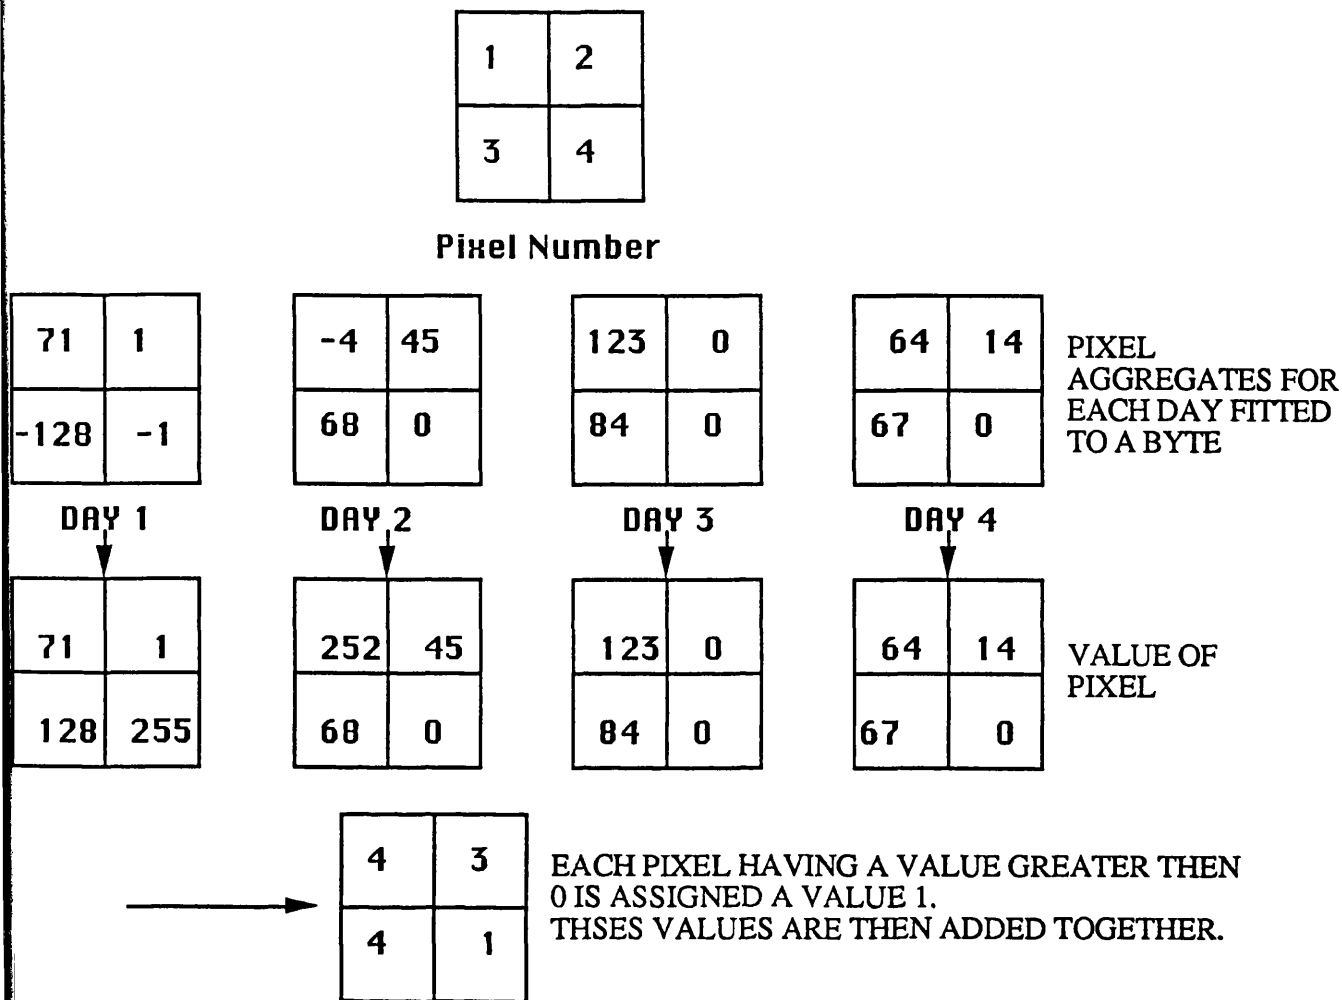 1 2
3 4
Pixel Number
71 1 -4 45 123 0 64 14
-128 -1 68 0 84 0 67 0
PIXEL
AGGREGATES FOR
EACH DAY FITTED
TO A BYTE
DAY 1 DAY 2 DAY 3 DAY 4
71 1 252 45 123 0 64 14
128 255 68 0 84 0 67 0
VALUE OF
PIXEL
4 3
4 1
EACH PIXEL HAVING A VALUE GREATER THEN
0 IS ASSIGNED A VALUE 1.
THSES VALUES ARE THEN ADDED TOGETHER.